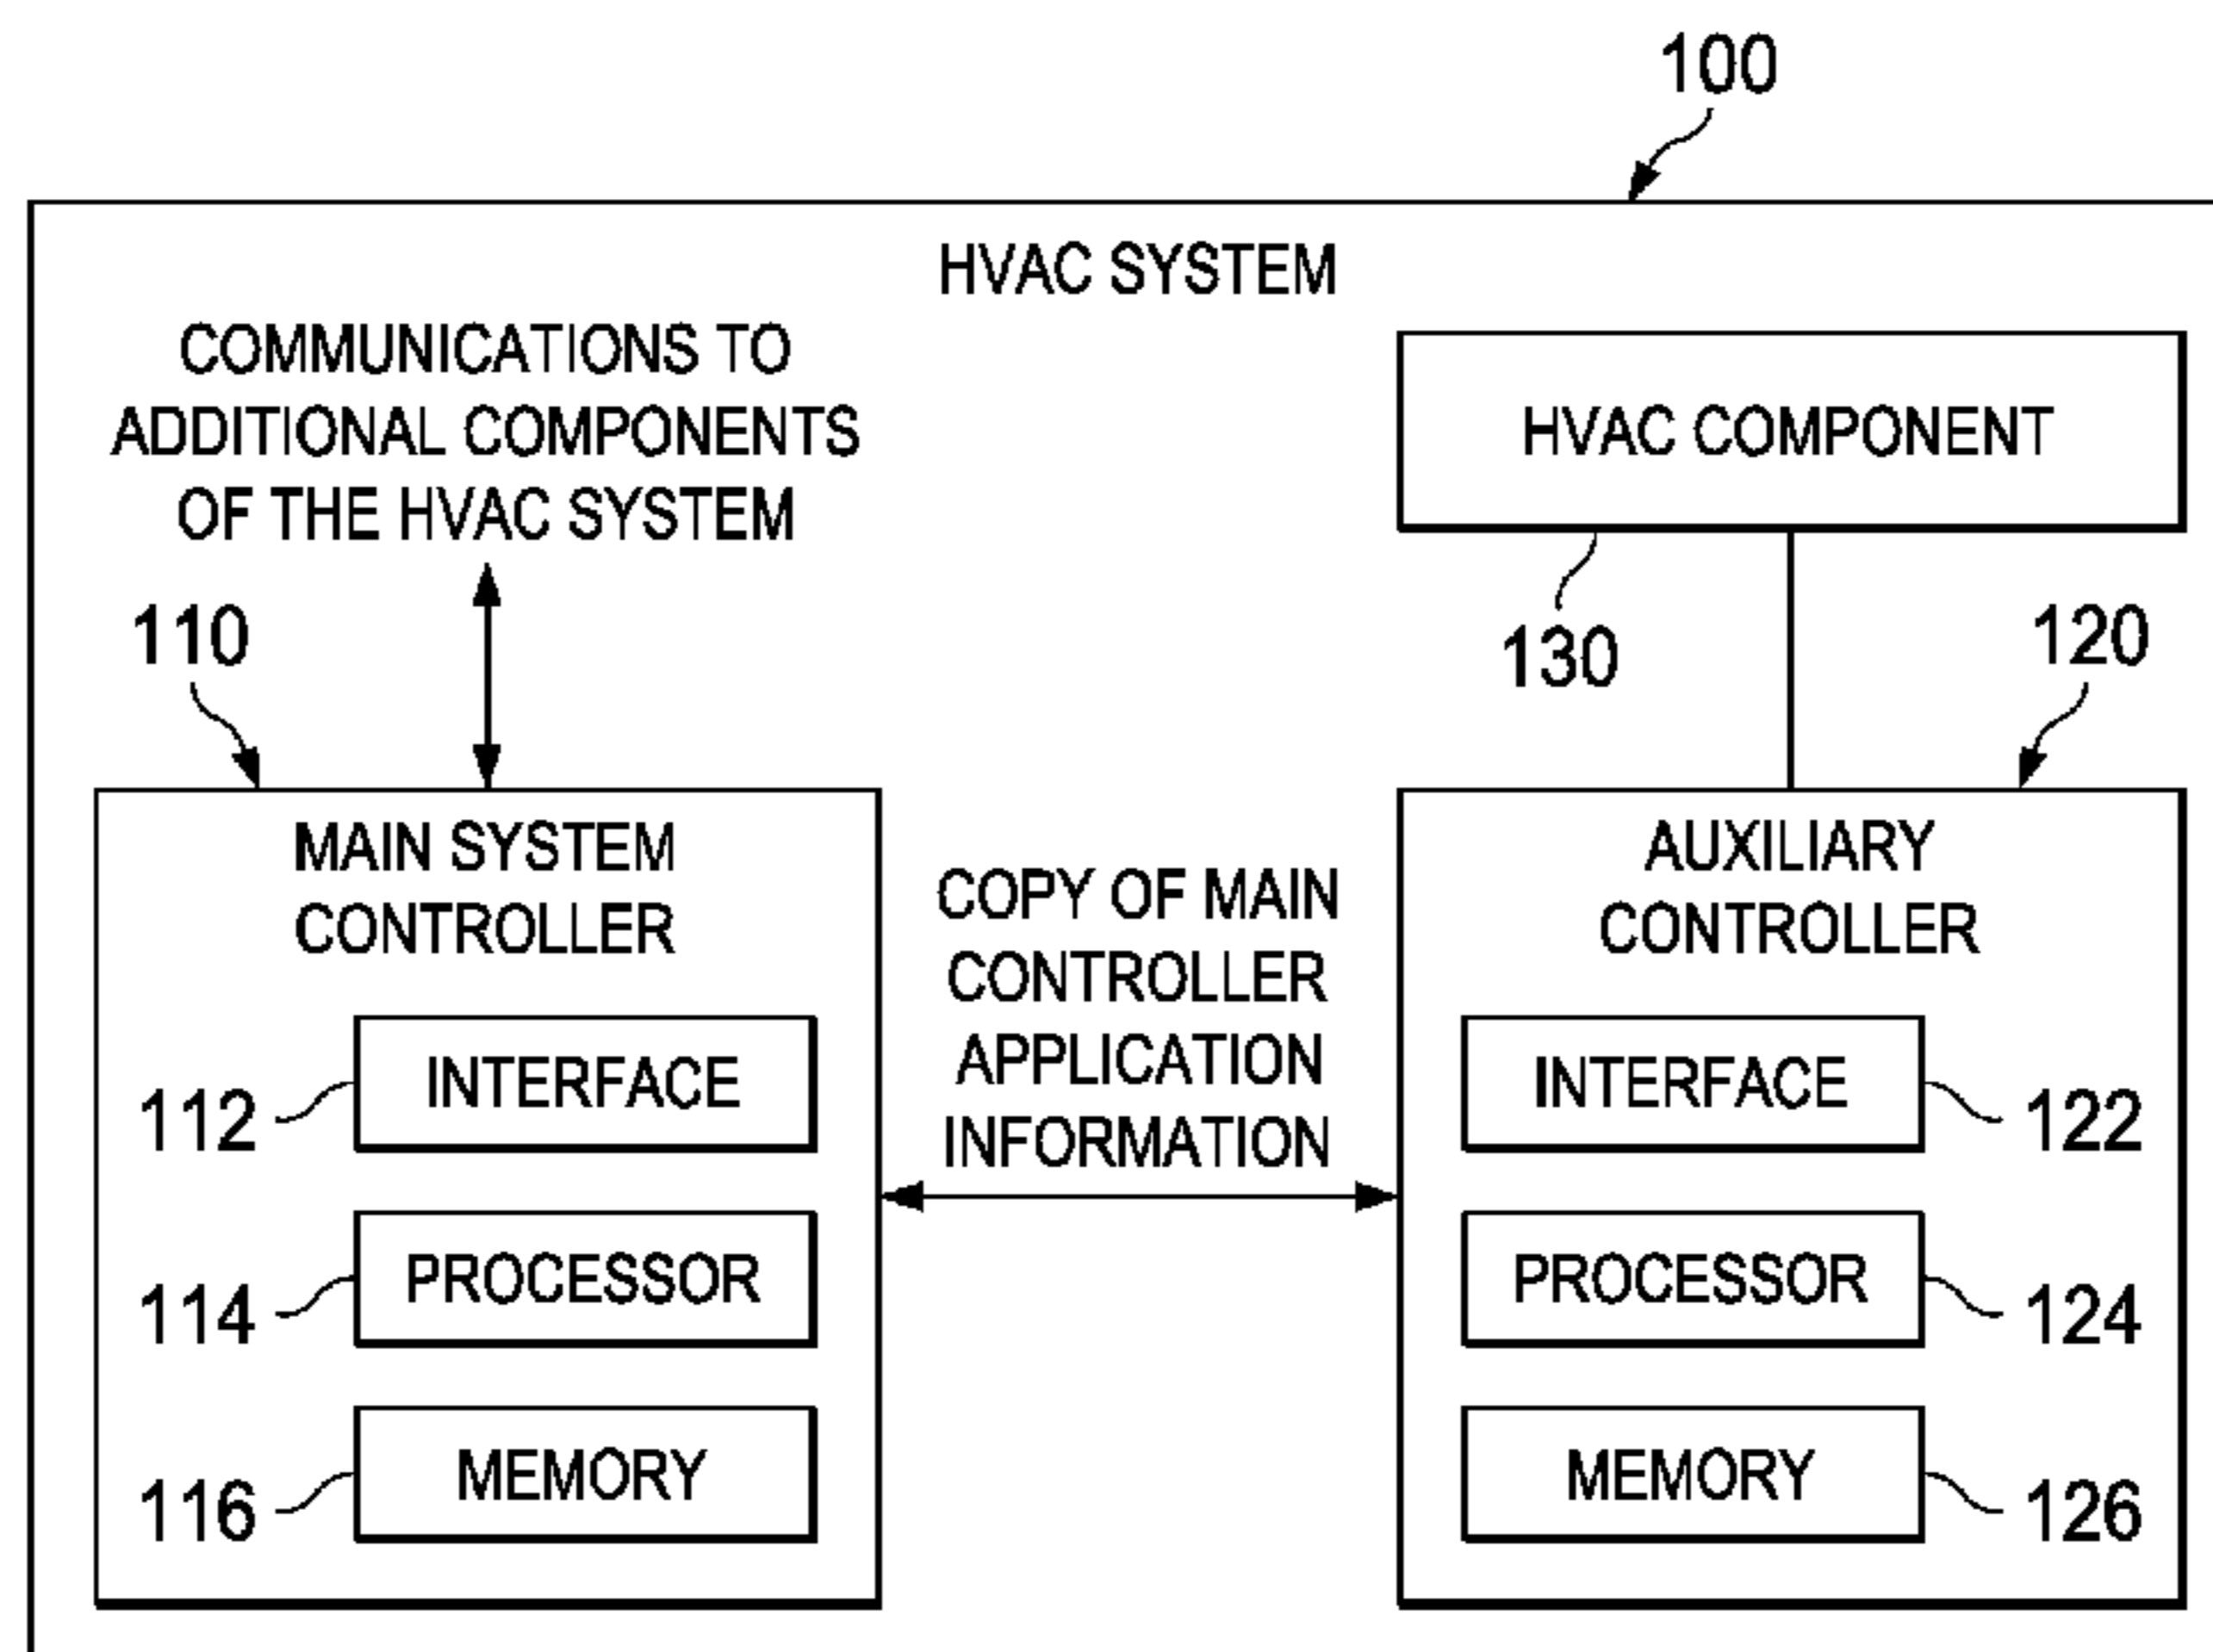 100
HVAC SYSTEM
COMMUNICATIONS TO
ADDITIONAL COMPONENTS
OF THE HVAC SYSTEM
HVAC COMPONENT
130
110
120
MAIN SYSTEM
CONTROLLER
112
INTERFACE
114
PROCESSOR
116
MEMORY
COPY OF MAIN
CONTROLLER
APPLICATION
INFORMATION
AUXILIARY
CONTROLLER
INTERFACE
122
PROCESSOR
124
MEMORY
126